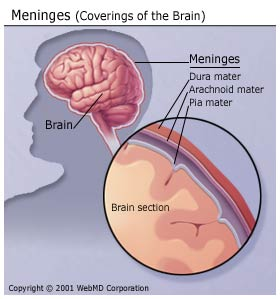 Meninges (Coverings of the Brain)
Meninges
Dura mater
Arachnoid mater
Pia mater
Brain
Brain section
Copyright © 2001 WebMD Corporation